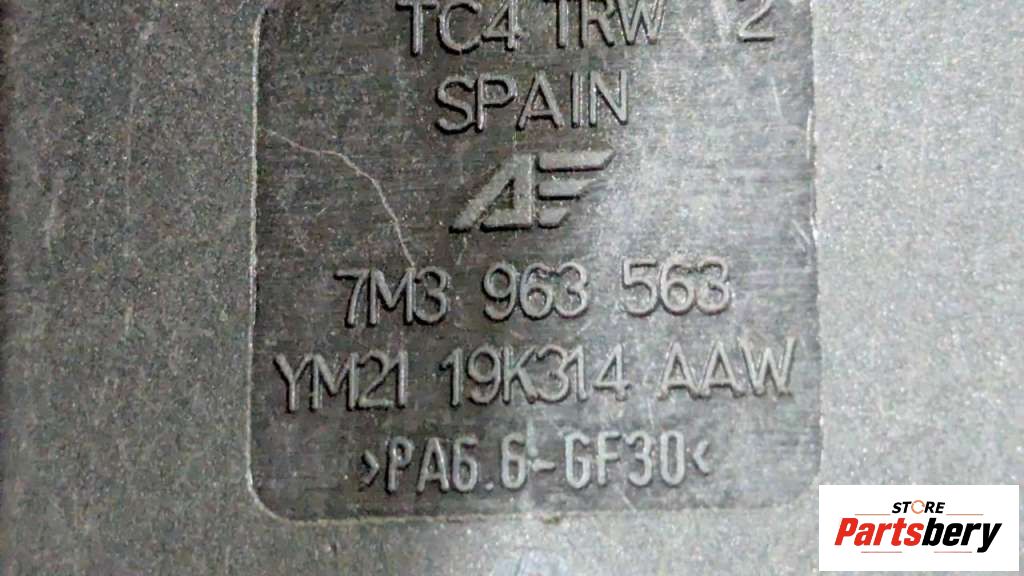 TC4 TRW 2
SPAIN
7M3 963 563
YM21 19K314 AAW
>PA6.6-GF30<
STORE
Partsbery